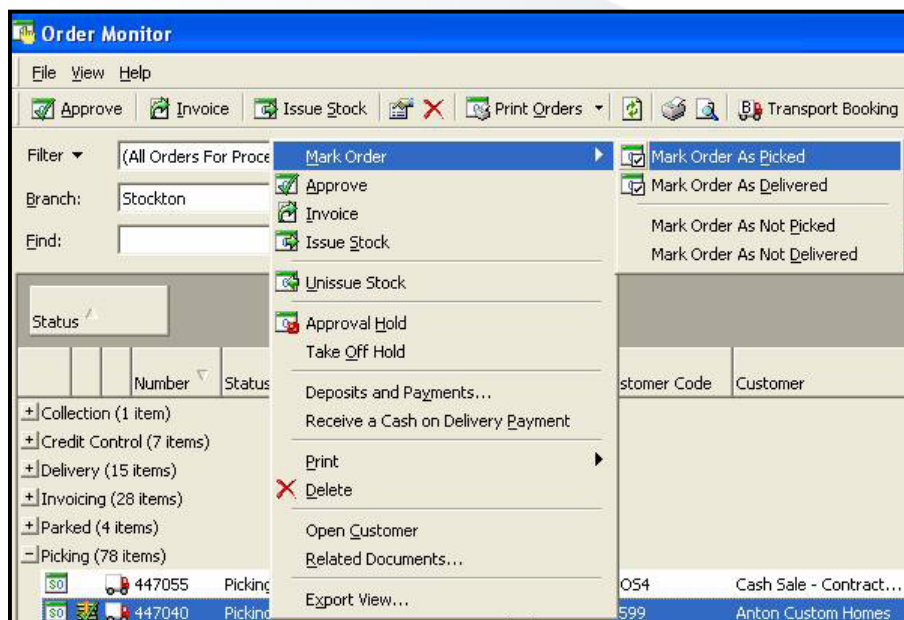 Order Monitor
File View Help
Approve Invoice Issue Stock Print Orders Transport Booking
Filter (All Orders For Proce
Branch: Stockton
Find:
Mark Order
Approve
Invoice
Issue Stock
Unissue Stock
Approval Hold
Take Off Hold
Deposits and Payments...
Receive a Cash on Delivery Payment
Print
Delete
Open Customer
Related Documents...
Export View...
Mark Order As Picked
Mark Order As Delivered
Mark Order As Not Picked
Mark Order As Not Delivered
Status
Number Status stomer Code Customer
Collection (1 item)
Credit Control (7 items)
Delivery (15 items)
Invoicing (28 items)
Parked (4 items)
Picking (78 items)
SO 447055 Picking OS4 Cash Sale - Contract...
SO 447040 Picking 599 Anton Custom Homes